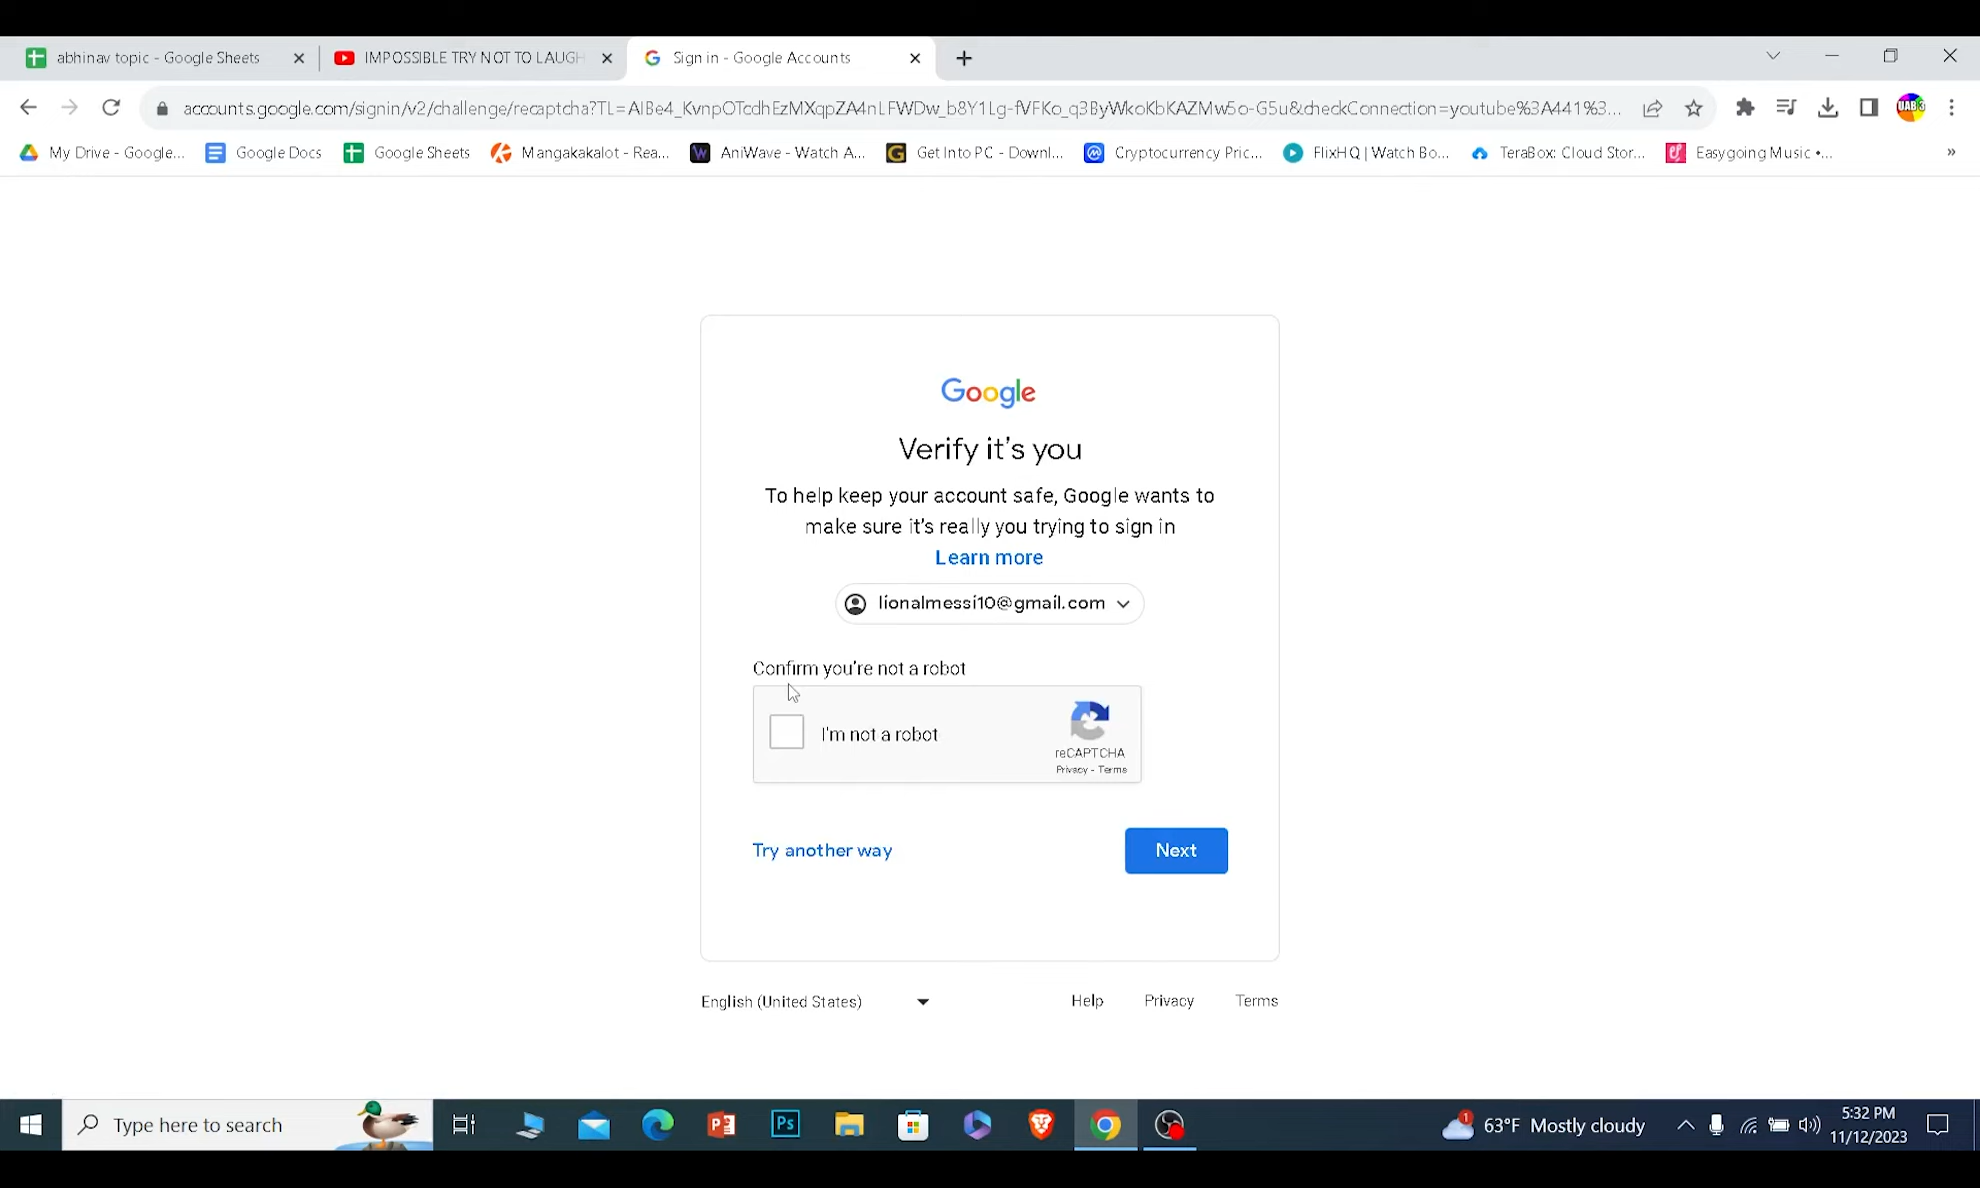 abhinav topic - Google Sheets
IMPOSSIBLE TRY NOT TO LAUGH
Sign in - Google Accounts
accounts.google.com/signin/v2/challenge/recaptcha?TL=AIBe4_KvnpOTcdhEzMXqpZA4nLFWDw_b8Y1Lg-fVFKo_q3ByWkoKbKAZMw5o-G5u&checkConnection=youtube%3A441%3...
UAB 3
My Drive - Google...
Google Docs
Google Sheets
Mangakakalot - Rea...
AniWave - Watch A...
Get Into PC - Downl...
Cryptocurrency Pric...
FlixHQ | Watch Bo...
TeraBox: Cloud Stor...
Easygoing Music •...
Google
Verify it's you
To help keep your account safe, Google wants to
make sure it's really you trying to sign in
Learn more
lionalmessi10@gmail.com
Confirm you're not a robot
I'm not a robot
reCAPTCHA
Privacy - Terms
Try another way
Next
English (United States)
Help
Privacy
Terms
Type here to search
Ps
1
63°F Mostly cloudy
5:32 PM
11/12/2023